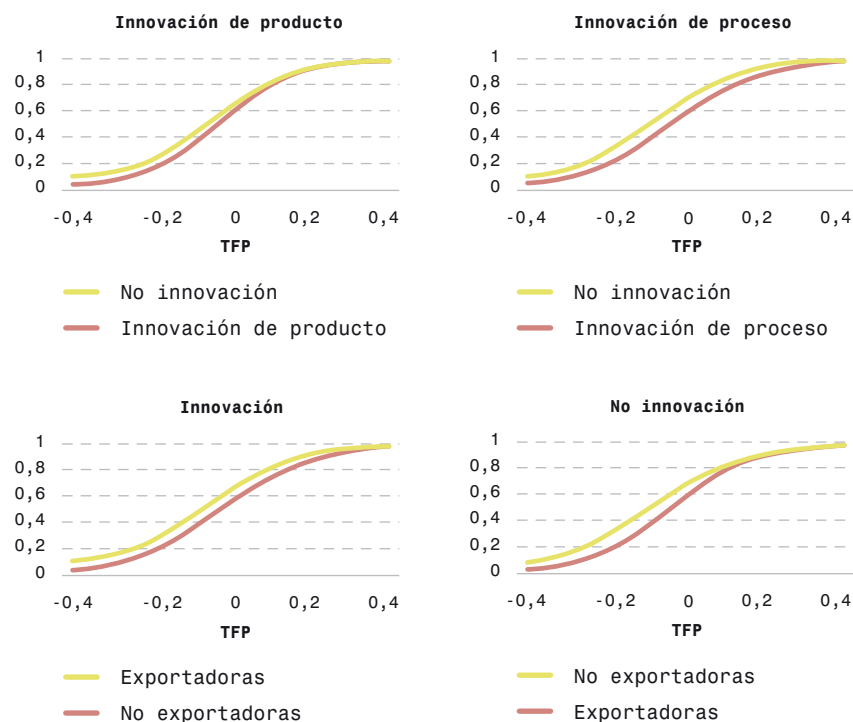 Innovación de producto
1
0,8
0,6
0,4
0,2
0
-0,4 -0,2 0 0,2 0,4
TFP
No innovación
Innovación de producto
Innovación de proceso
1
0,8
0,6
0,4
0,2
0
-0,4 -0,2 0 0,2 0,4
TFP
No innovación
Innovación de proceso
Innovación
1
0,8
0,6
0,4
0,2
0
-0,4 -0,2 0 0,2 0,4
TFP
Exportadoras
No exportadoras
No innovación
1
0,8
0,6
0,4
0,2
0
-0,4 -0,2 0 0,2 0,4
TFP
No exportadoras
Exportadoras